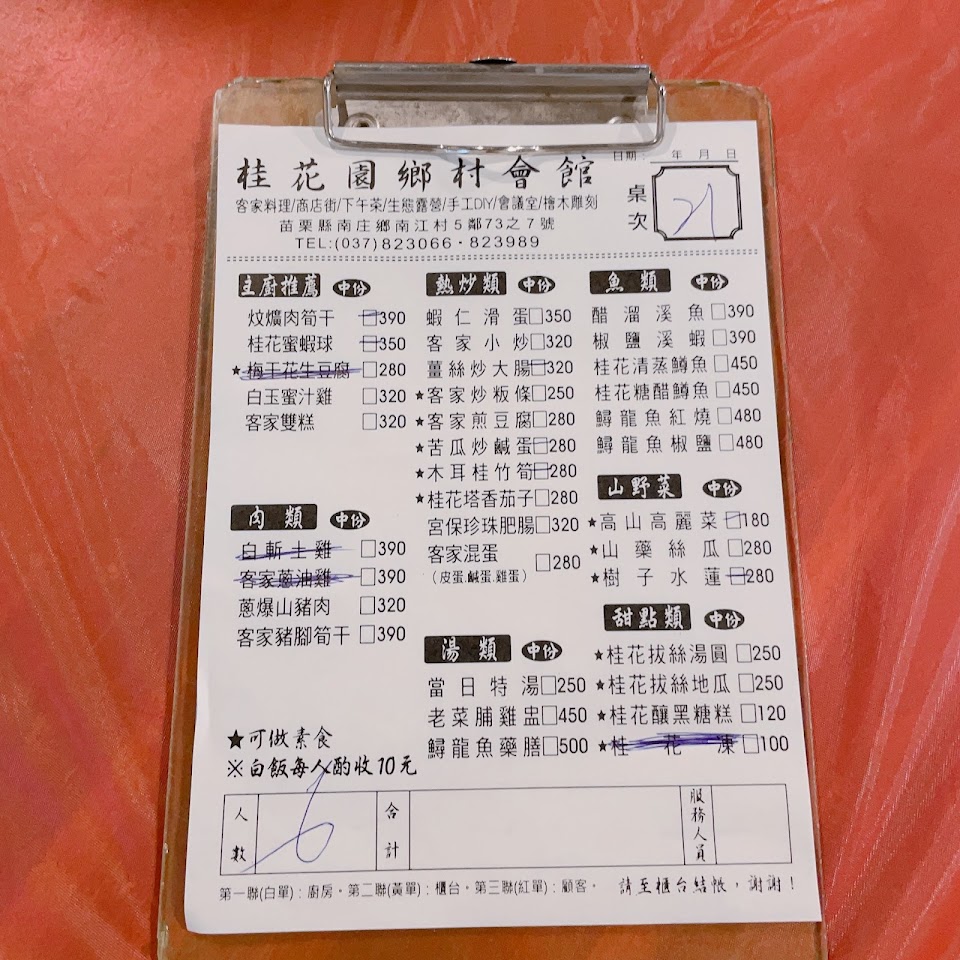 桂花園鄉村會館
客家料理/商店街/下午茶/生態露營/手工DIY/會議室/檜木雕刻
苗栗縣南庄鄉南江村5鄰73之7號
TEL:(037)823066・823989
日期: 年 月 日
桌次 21
主廚推薦 中份
炆爌肉筍干 □390
桂花蜜蝦球 □350
★梅干花生豆腐 □280
白玉蜜汁雞 □320
客家雙糕 □320
肉類 中份
白斬土雞 □390
客家蔥油雞 □390
蔥爆山豬肉 □320
客家豬腳筍干 □390
★可做素食
※白飯每人酌收10元
熱炒類 中份
蝦仁滑蛋□350
客家小炒□320
薑絲炒大腸□320
★客家炒粄條□250
★客家煎豆腐□280
★苦瓜炒鹹蛋□280
★木耳桂竹筍□280
★桂花塔香茄子□280
宮保珍珠肥腸□320
客家混蛋 □280
(皮蛋.鹹蛋.雞蛋)
湯類 中份
當日特湯□250
老菜脯雞盅□450
鱘龍魚藥膳□500
魚類 中份
醋溜溪魚□390
椒鹽溪蝦□390
桂花清蒸鱒魚□450
桂花糖醋鱒魚□450
鱘龍魚紅燒□480
鱘龍魚椒鹽□480
山野菜 中份
★高山高麗菜□180
★山藥絲瓜□280
★樹子水蓮□280
甜點類 中份
★桂花拔絲湯圓□250
★桂花拔絲地瓜□250
★桂花釀黑糖糕□120
★桂花凍□100
人數 6 合計 服務人員
第一聯(白單):廚房。第二聯(黃單):櫃台。第三聯(紅單):顧客。 請至櫃台結帳,謝謝!